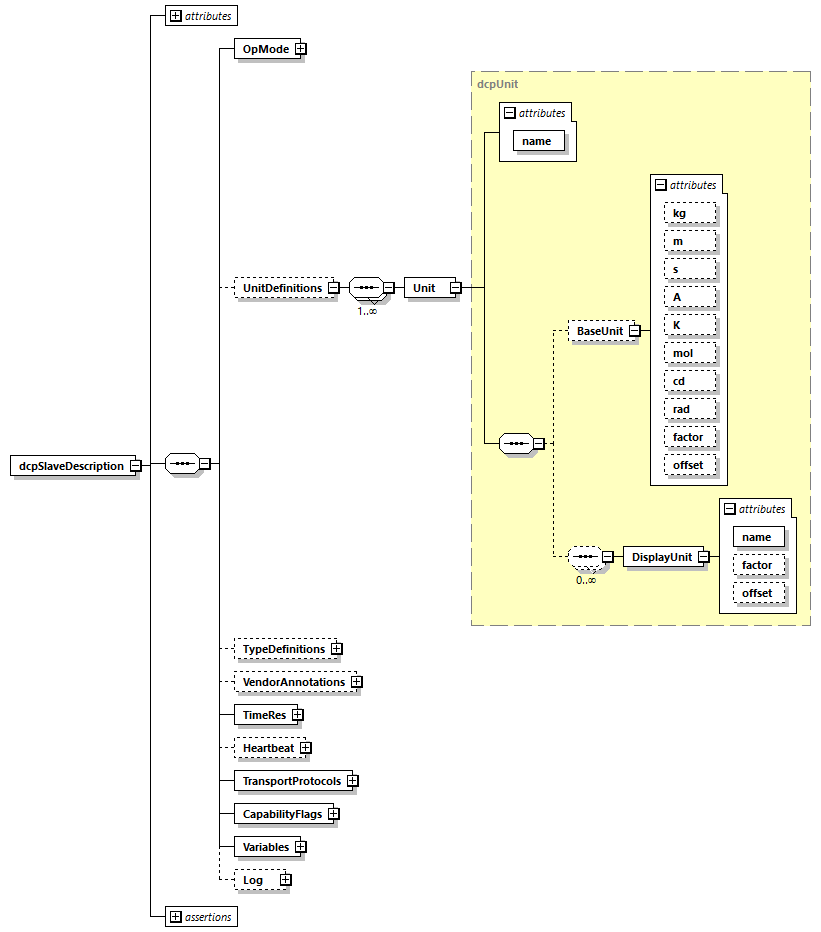 attributes
OpMode
dcpUnit
attributes
name
attributes
kg
m
s
A
K
mol
cd
rad
factor
offset
UnitDefinitions
1..∞
Unit
BaseUnit
dcpSlaveDescription
attributes
name
factor
offset
DisplayUnit
0..∞
TypeDefinitions
VendorAnnotations
TimeRes
Heartbeat
TransportProtocols
CapabilityFlags
Variables
Log
assertions